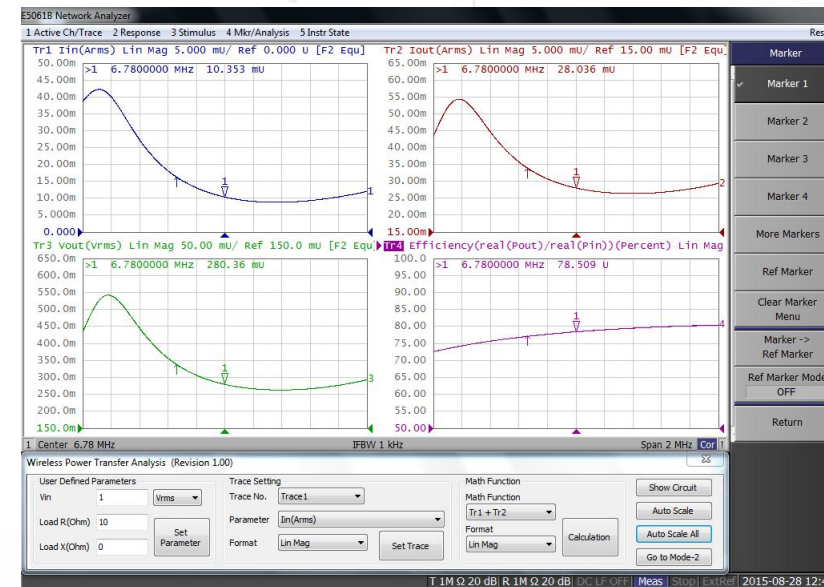 E5061B Network Analyzer
1 Active Ch/Trace 2 Response 3 Stimulus 4 Mkr/Analysis 5 Instr State
Tr1 Iin(Arms) Lin Mag 5.000 mU/ Ref 0.000 U [F2 Equ]
50.00m
>1 6.7800000 MHz 10.353 mU
45.00m
40.00m
35.00m
30.00m
25.00m
20.00m
15.00m
10.00m
5.000m
0.000
1
1
Tr2 Iout(Arms) Lin Mag 5.000 mU/ Ref 15.00 mU [F2 Equ
65.00m
>1 6.7800000 MHz 28.036 mU
60.00m
55.00m
50.00m
45.00m
40.00m
35.00m
30.00m
25.00m
20.00m
15.00m
1
2
Tr3 Vout(Vrms) Lin Mag 50.00 mU/ Ref 150.0 mU [F2 Equ
650.0m
>1 6.7800000 MHz 280.36 mU
600.0m
550.0m
500.0m
450.0m
400.0m
350.0m
300.0m
250.0m
200.0m
150.0m
1
3
Tr4 Efficiency(real(Pout)/real(Pin))(Percent) Lin Mag
100.0
>1 6.7800000 MHz 78.509 U
95.00
90.00
85.00
80.00
75.00
70.00
65.00
60.00
55.00
50.00
1
4
1 Center 6.78 MHz IFBW 1 kHz Span 2 MHz Cor
Marker
Marker 1
Marker 2
Marker 3
Marker 4
More Markers
Ref Marker
Clear Marker
Menu
Marker ->
Ref Marker
Ref Marker Mode
OFF
Return
Wireless Power Transfer Analysis (Revision 1.00)
User Defined Parameters
Vin 1 Vrms
Load R(Ohm) 10
Load X(Ohm) 0
Set
Parameter
Trace Setting
Trace No. Trace1
Parameter Iin(Arms)
Format Lin Mag
Set Trace
Math Function
Math Function
Tr1 + Tr2
Format
Lin Mag
Calculation
Show Circuit
Auto Scale
Auto Scale All
Go to Mode-2
T 1M Ω 20 dB R 1M Ω 20 dB DC LF OFF Meas Stop ExtRef 2015-08-28 12: